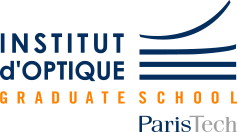 INSTITUT
d'OPTIQUE
GRADUATE SCHOOL
ParisTech